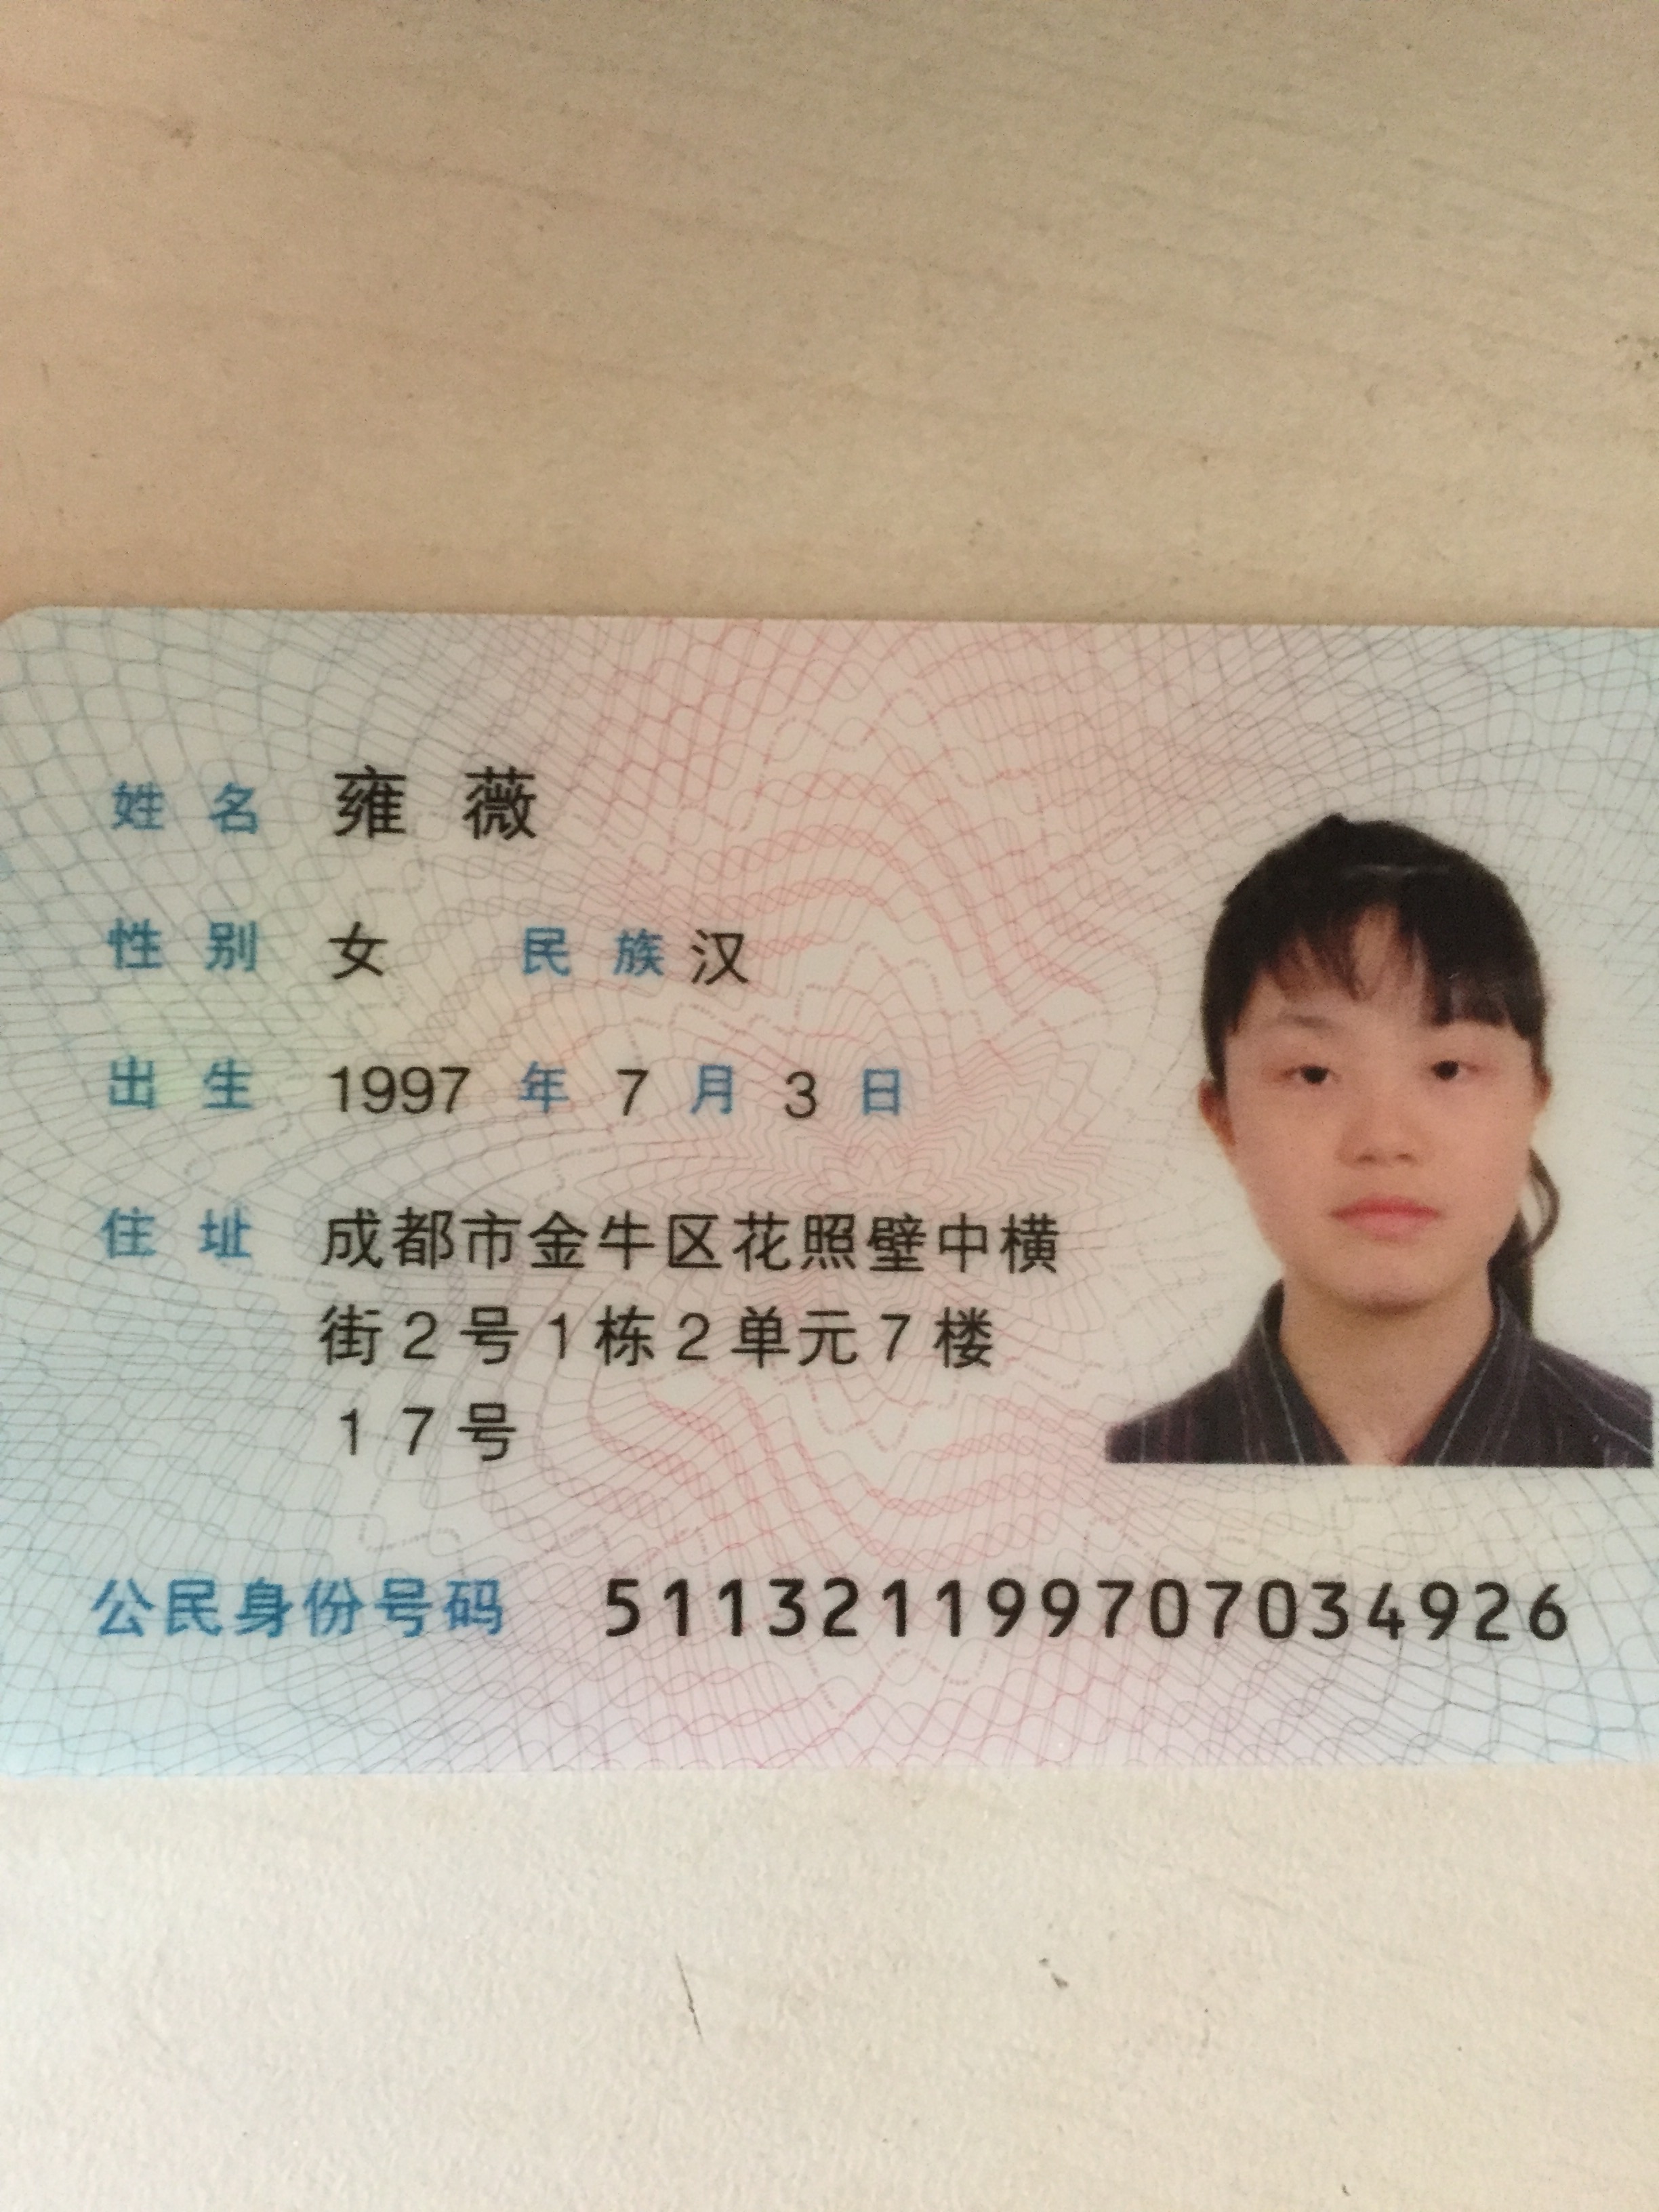 姓名 雍薇
性别 女 民族 汉
出生 1997 年 7 月 3 日
住址 成都市金牛区花照壁中横
街2号1栋2单元7楼
17号
公民身份号码 511321199707034926